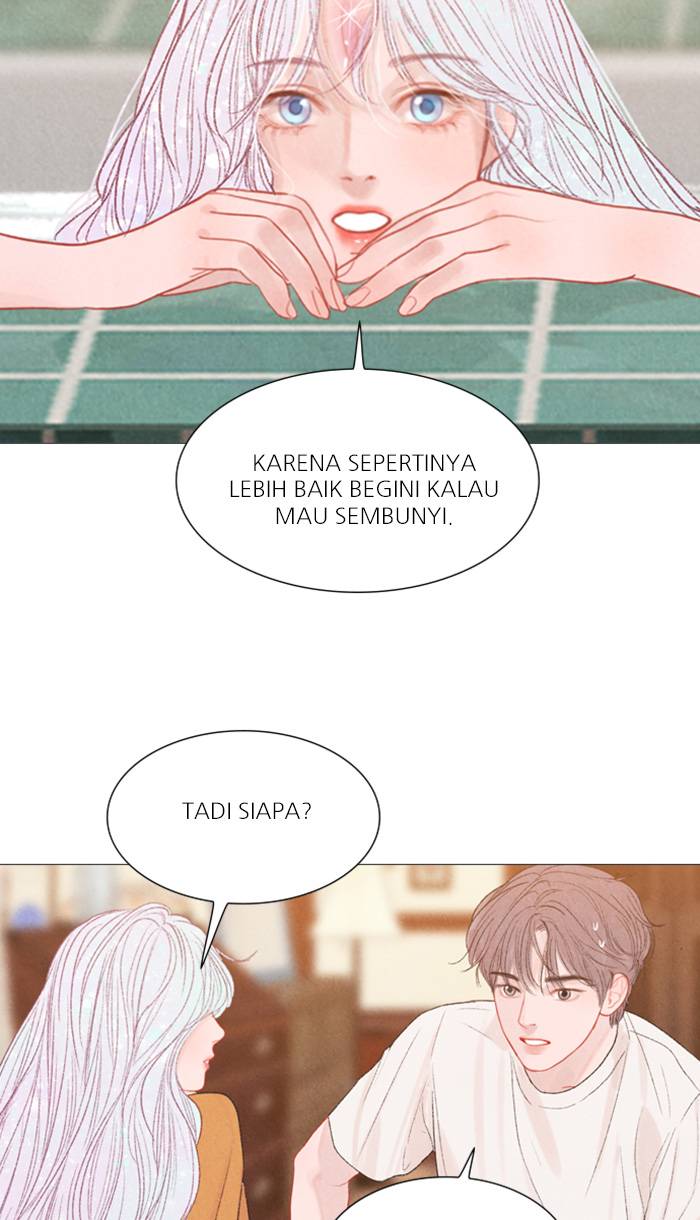 KARENA SEPERTINYA
LEBIH BAIK BEGINI KALAU
MAU SEMBUNYI.
TADI SIAPA?